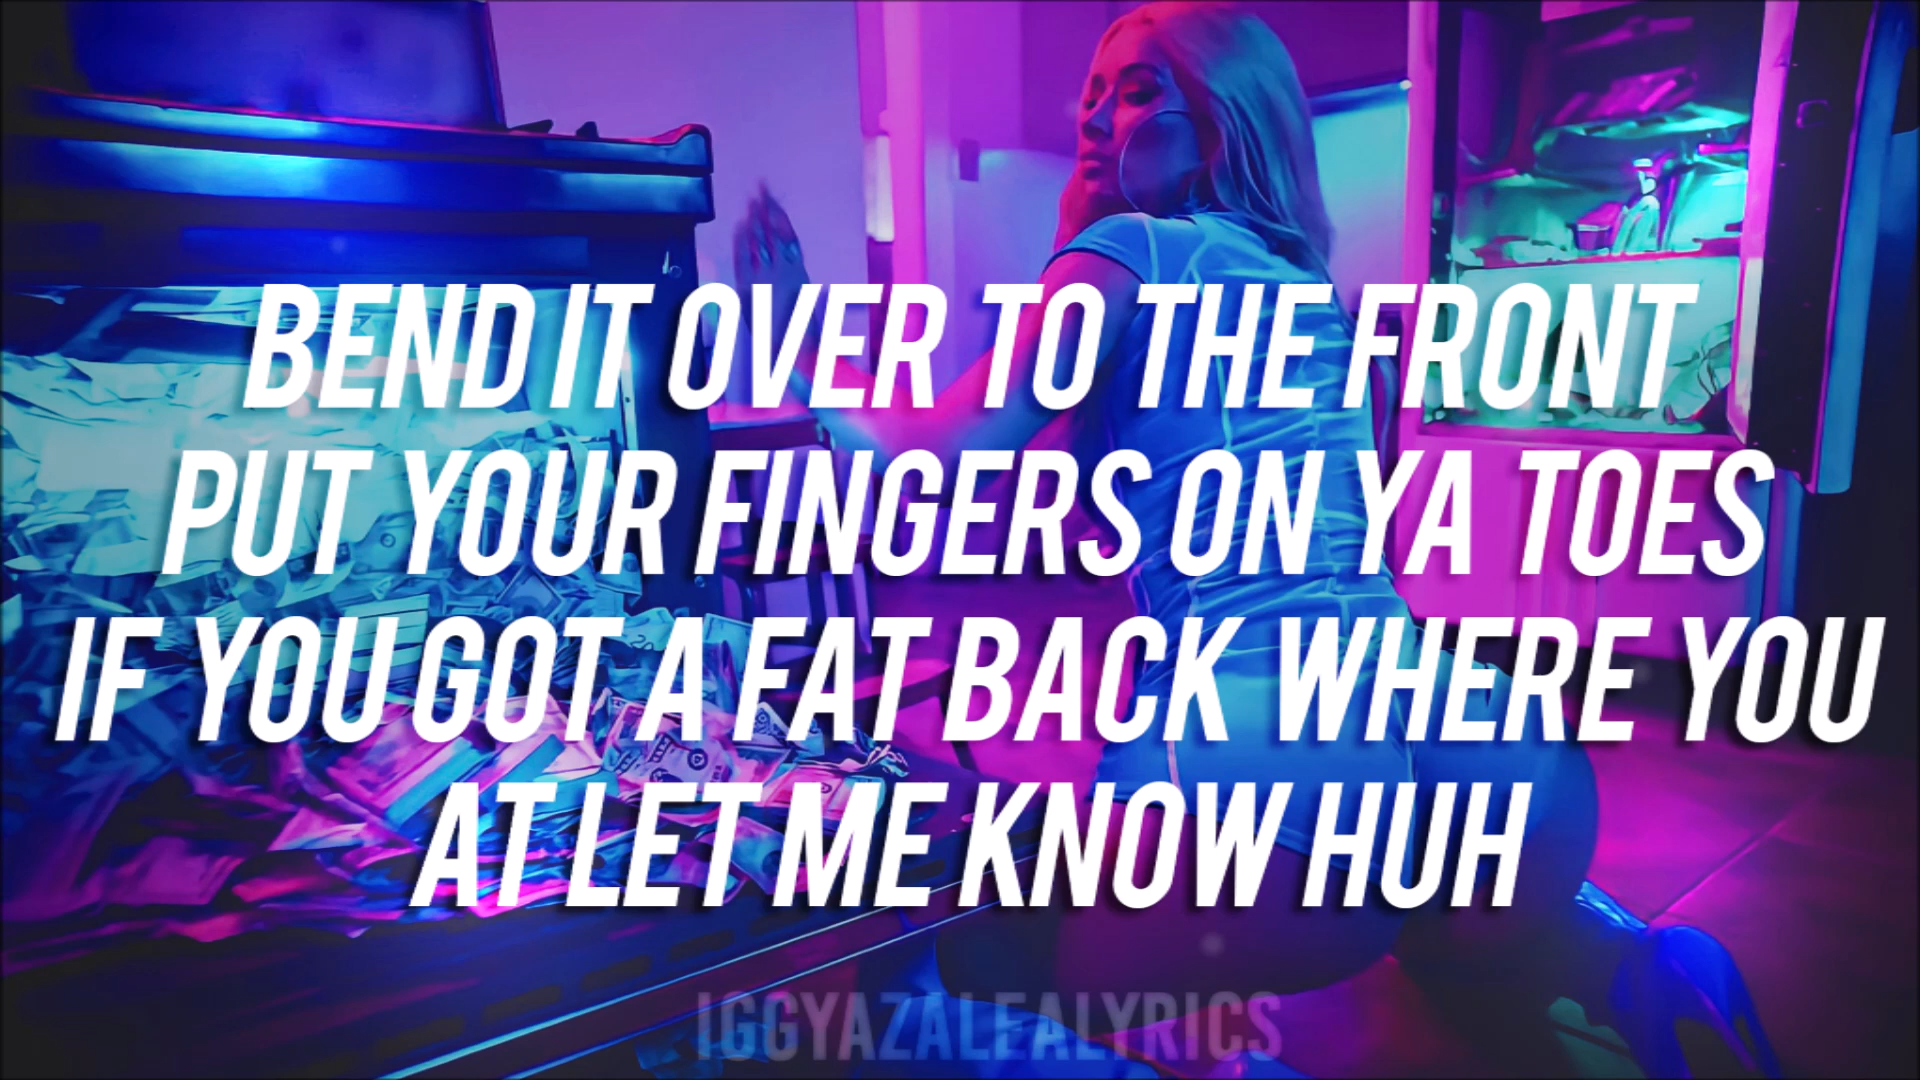 BEND IT OVER TO THE FRONT
PUT YOUR FINGERS ON YA TOES
IF YOU GOT A FAT BACK WHERE YOU
AT LET ME KNOW HUH
IGGYAZALEALYRICS